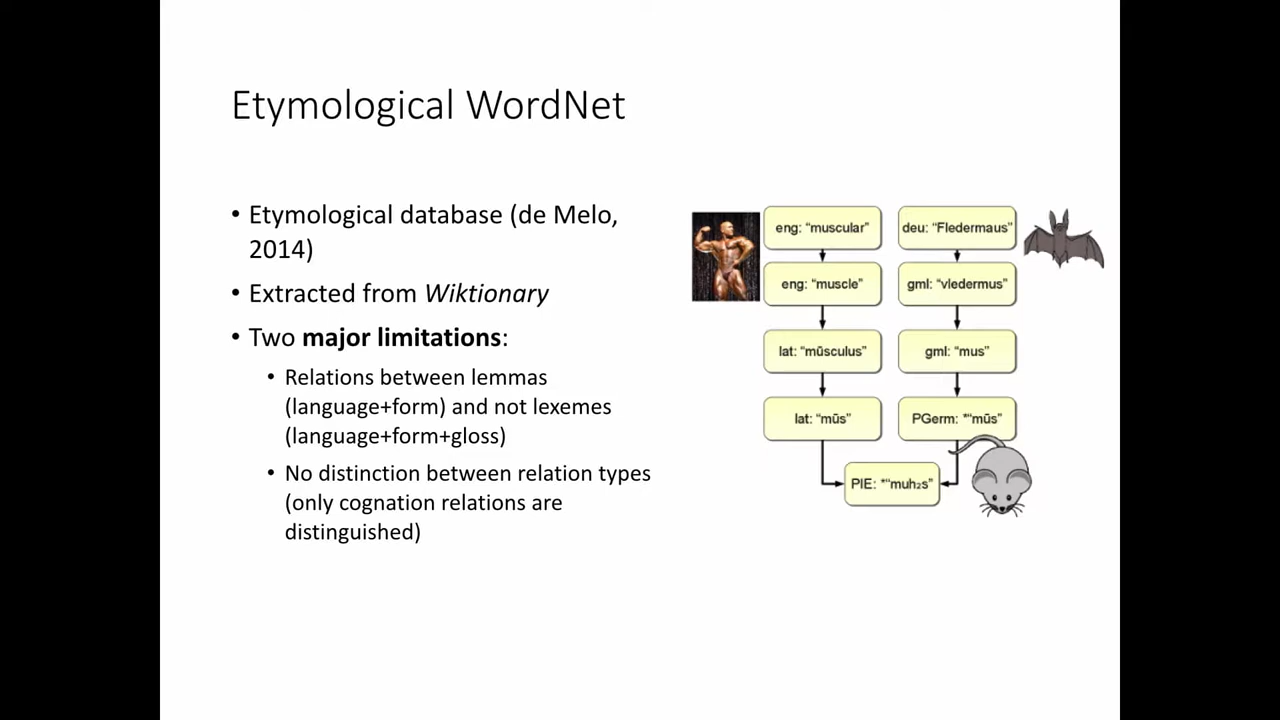 Etymological WordNet
• Etymological database (de Melo,
2014)
• Extracted from Wiktionary
• Two major limitations:
• Relations between lemmas
(language+form) and not lexemes
(language+form+gloss)
• No distinction between relation types
(only cognation relations are
distinguished)
eng: “muscular”
deu: “Fledermaus”
eng: “muscle”
gml: “vledermus”
lat: “mūsculus”
gml: “mus”
lat: “mūs”
PGerm: *“mūs”
PIE: *“muh₂s”